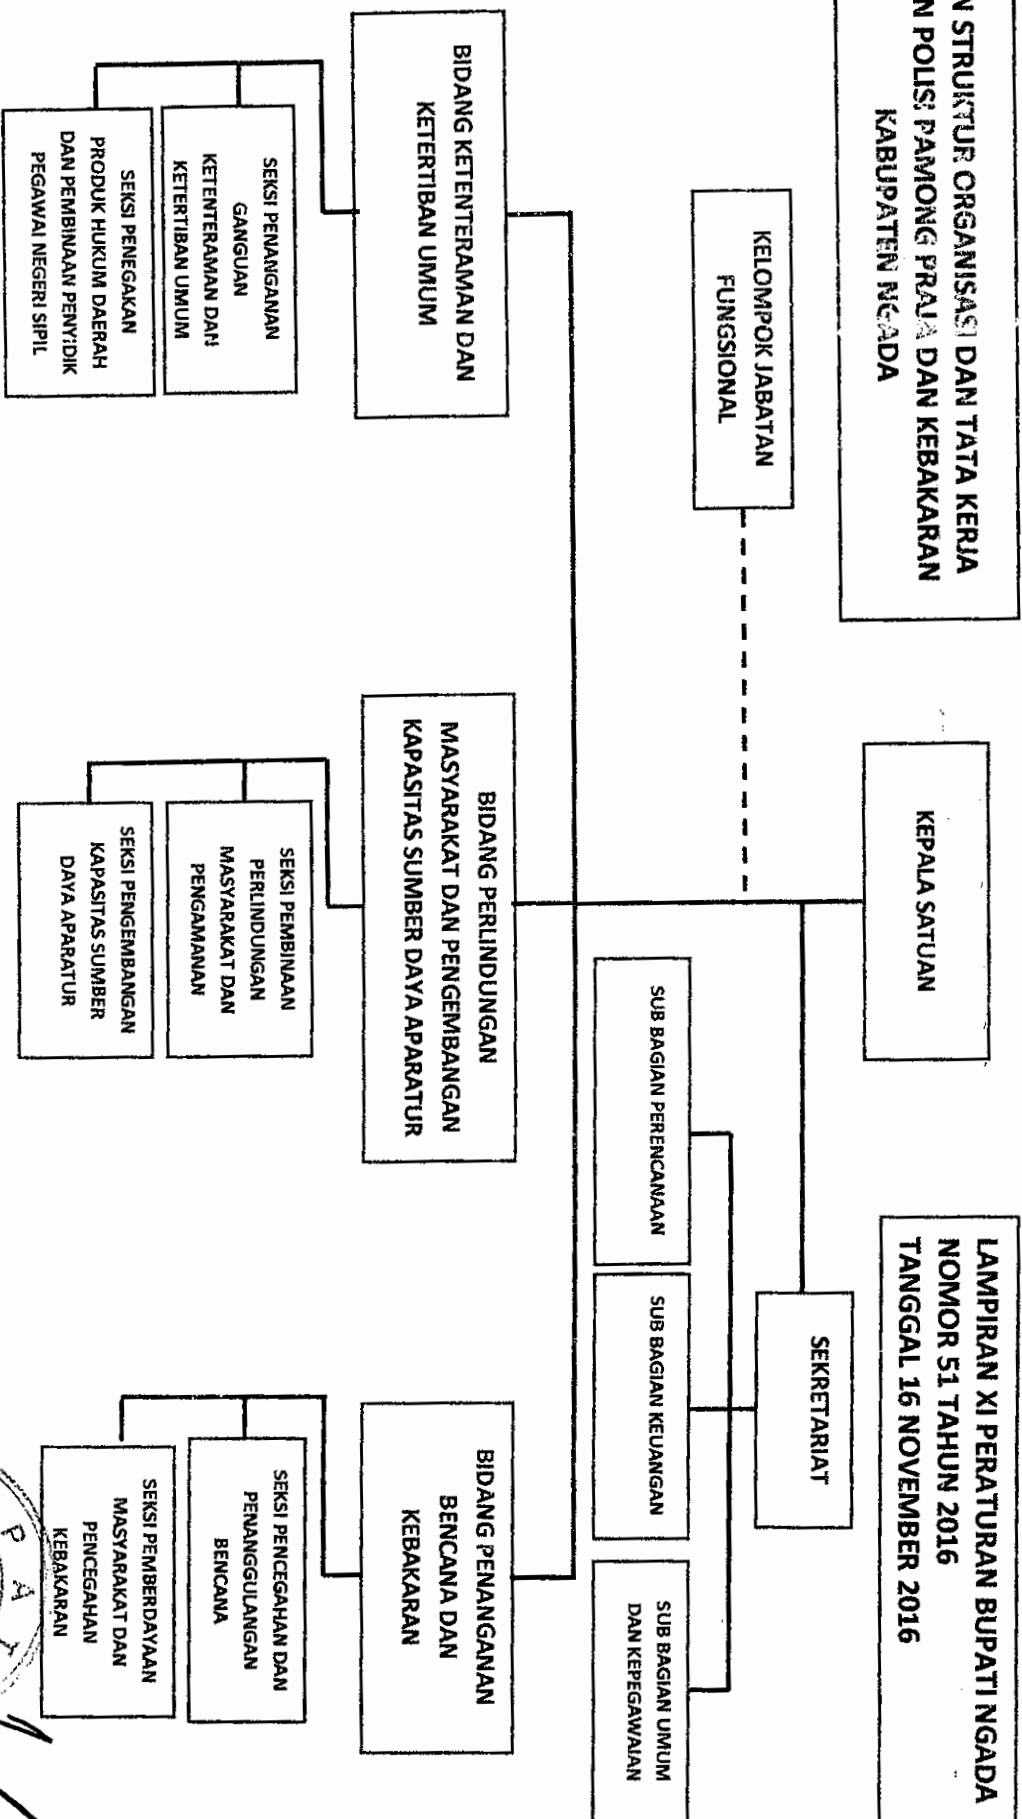 N STRUKTUR ORGANISASI DAN TATA KERJA
N POLISI PAMONG PRAJA DAN KEBAKARAN
KABUPATEN NGADA
LAMPIRAN XI PERATURAN BUPATI NGADA
NOMOR 51 TAHUN 2016
TANGGAL 16 NOVEMBER 2016
KEPALA SATUAN
KELOMPOK JABATAN
FUNGSIONAL
SEKRETARIAT
SUB BAGIAN PERENCANAAN
SUB BAGIAN KEUANGAN
SUB BAGIAN UMUM
DAN KEPEGAWAIAN
BIDANG KETENTERAMAN DAN
KETERTIBAN UMUM
BIDANG PERLINDUNGAN
MASYARAKAT DAN PENGEMBANGAN
KAPASITAS SUMBER DAYA APARATUR
BIDANG PENANGANAN
BENCANA DAN
KEBAKARAN
SEKSI PENANGANAN
GANGUAN
KETENTERAMAN DAN
KETERTIBAN UMUM
SEKSI PENEGAKAN
PRODUK HUKUM DAERAH
DAN PEMBINAAN PENYIDIK
PEGAWAI NEGERI SIPIL
SEKSI PEMBINAAN
PERLINDUNGAN
MASYARAKAT DAN
PENGAMANAN
SEKSI PENGEMBANGAN
KAPASITAS SUMBER
DAYA APARATUR
SEKSI PENCEGAHAN DAN
PENANGGULANGAN
BENCANA
SEKSI PEMBERDAYAAN
MASYARAKAT DAN
PENCEGAHAN
KEBAKARAN